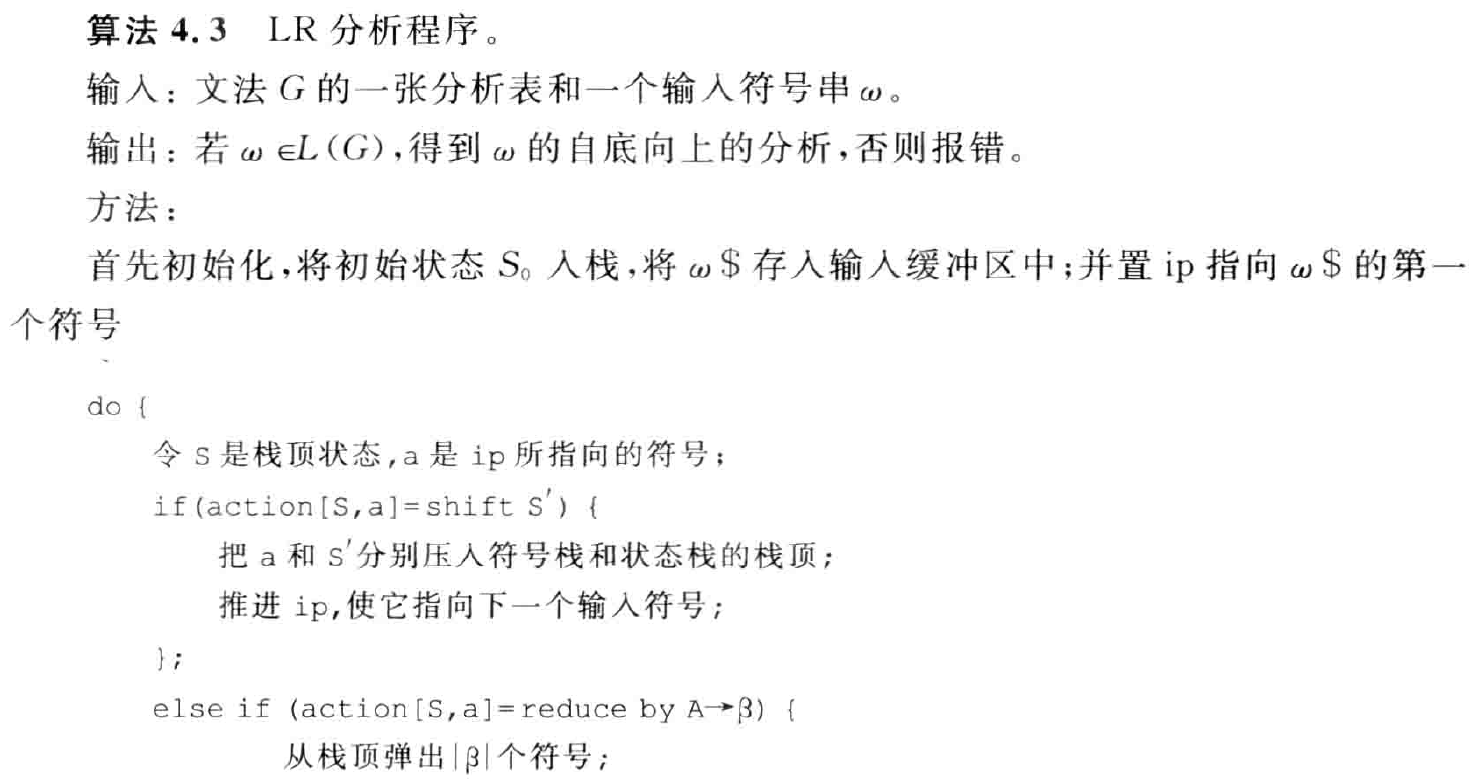 算法 4.3 LR 分析程序。
输入：文法 G 的一张分析表和一个输入符号串 ω。
输出：若 ω ∈L(G),得到 ω 的自底向上的分析,否则报错。
方法：
首先初始化,将初始状态 S₀ 入栈,将 ω$ 存入输入缓冲区中;并置 ip 指向 ω$ 的第一
个符号
do {
令 S 是栈顶状态,a 是 ip 所指向的符号;
if(action[S,a]=shift S′) {
把 a 和 S′分别压入符号栈和状态栈的栈顶;
推进 ip,使它指向下一个输入符号;
};
else if (action[S,a]=reduce by A→β) {
从栈顶弹出|β|个符号;